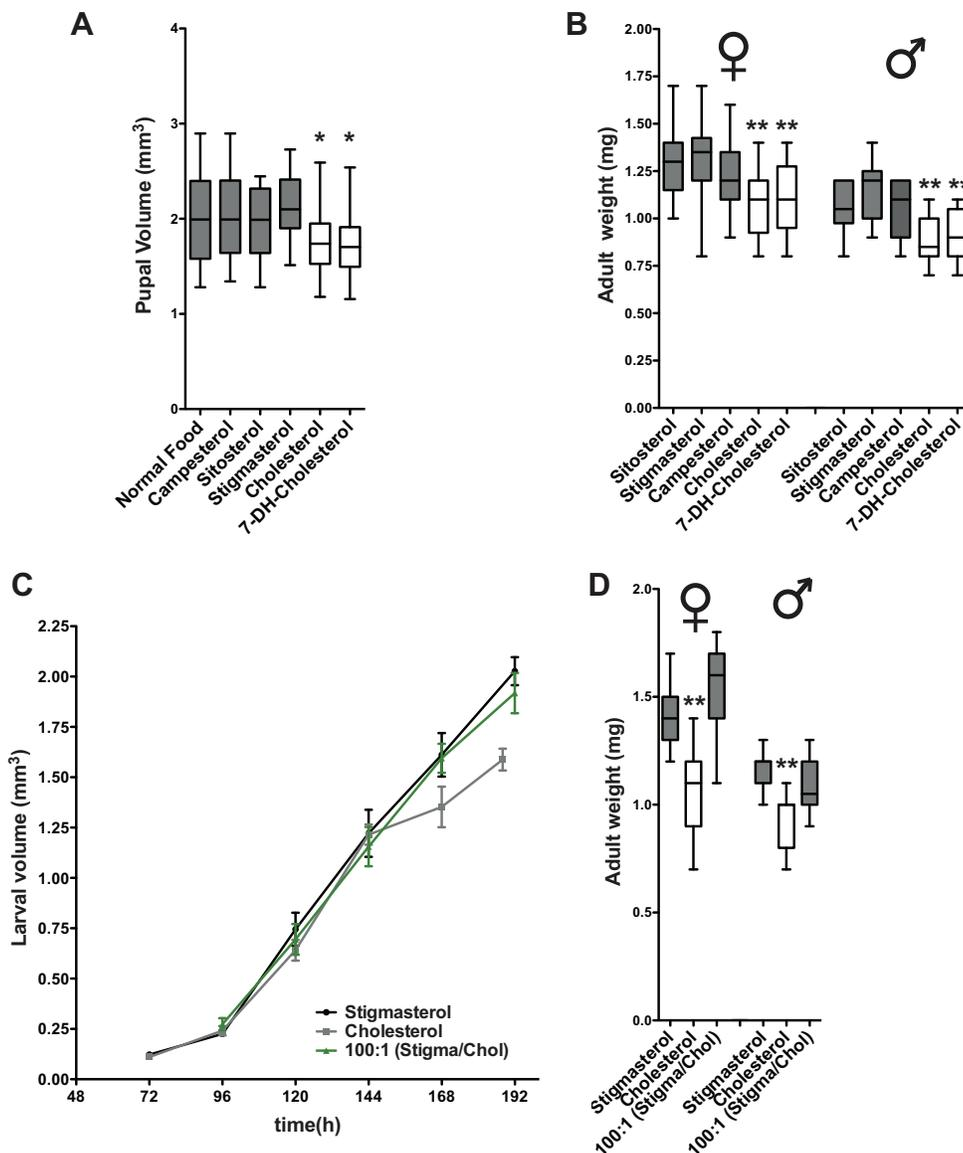 A
Pupal Volume (mm3)
4
3
2
1
0
* *
Normal Food
Campesterol
Sitosterol
Stigmasterol
Cholesterol
7-DH-Cholesterol
B
♀ ♂
Adult weight (mg)
2.00
1.75
1.50
1.25
1.00
0.75
0.50
0.25
0.00
** ** ** **
Sitosterol
Stigmasterol
Campesterol
Cholesterol
7-DH-Cholesterol
Sitosterol
Stigmasterol
Campesterol
Cholesterol
7-DH-Cholesterol
C
Larval volume (mm3)
2.25
2.00
1.75
1.50
1.25
1.00
0.75
0.50
0.25
0.00
48 72 96 120 144 168 192
time(h)
Stigmasterol
Cholesterol
100:1 (Stigma/Chol)
D
♀ ♂
Adult weight (mg)
2.0
1.5
1.0
0.5
0.0
** **
Stigmasterol
Cholesterol
100:1 (Stigma/Chol)
Stigmasterol
Cholesterol
100:1 (Stigma/Chol)